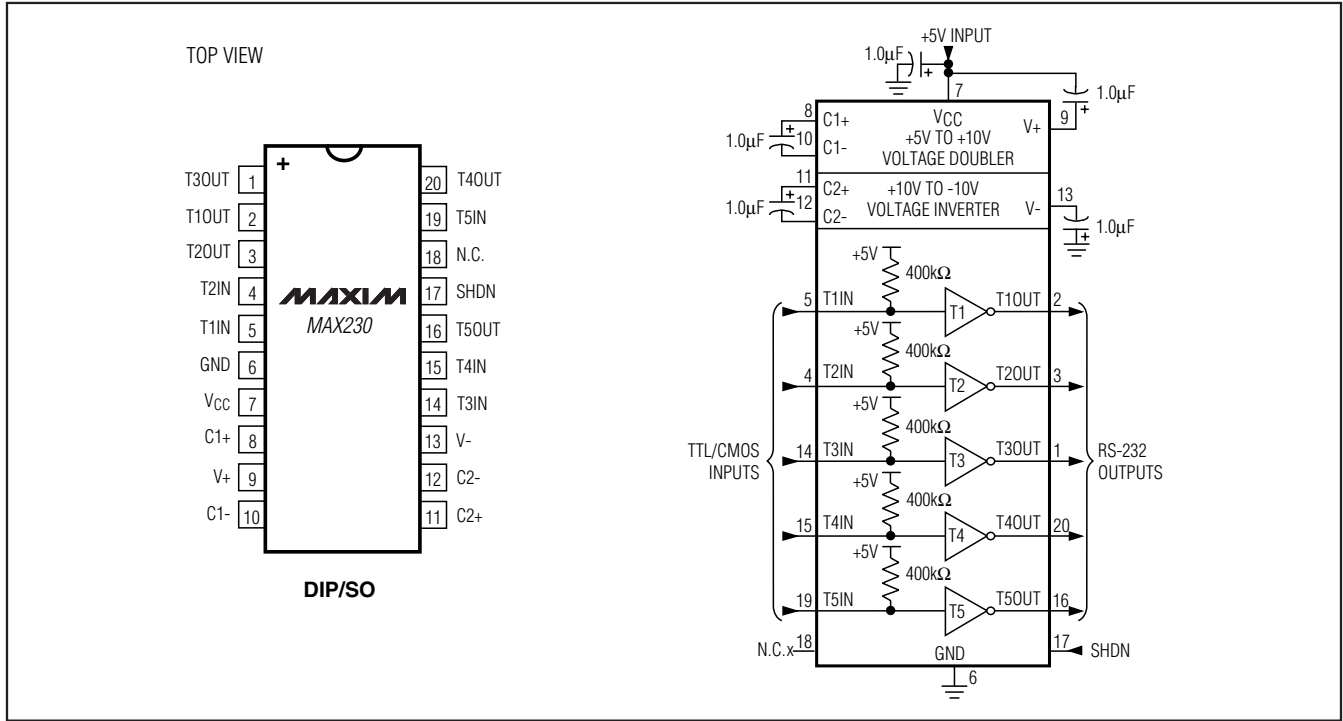 TOP VIEW
+
T3OUT 1
T1OUT 2
T2OUT 3
T2IN 4
T1IN 5
GND 6
VCC 7
C1+ 8
V+ 9
C1- 10
20 T4OUT
19 T5IN
18 N.C.
17 SHDN
16 T5OUT
15 T4IN
14 T3IN
13 V-
12 C2-
11 C2+
MAXIM
MAX230
DIP/SO
+5V INPUT
1.0µF
+
7
1.0µF
+
8 C1+
1.0µF
+
10 C1-
VCC
+5V TO +10V
VOLTAGE DOUBLER
V+ 9
11 C2+
1.0µF
+
12 C2-
+10V TO -10V
VOLTAGE INVERTER
V- 13
1.0µF
+
+5V
400kΩ
5 T1IN T1 T1OUT 2
+5V
400kΩ
4 T2IN T2 T2OUT 3
+5V
400kΩ
14 T3IN T3 T3OUT 1
+5V
400kΩ
15 T4IN T4 T4OUT 20
+5V
400kΩ
19 T5IN T5 T5OUT 16
TTL/CMOS
INPUTS
RS-232
OUTPUTS
N.C. x 18
GND
6
17 SHDN